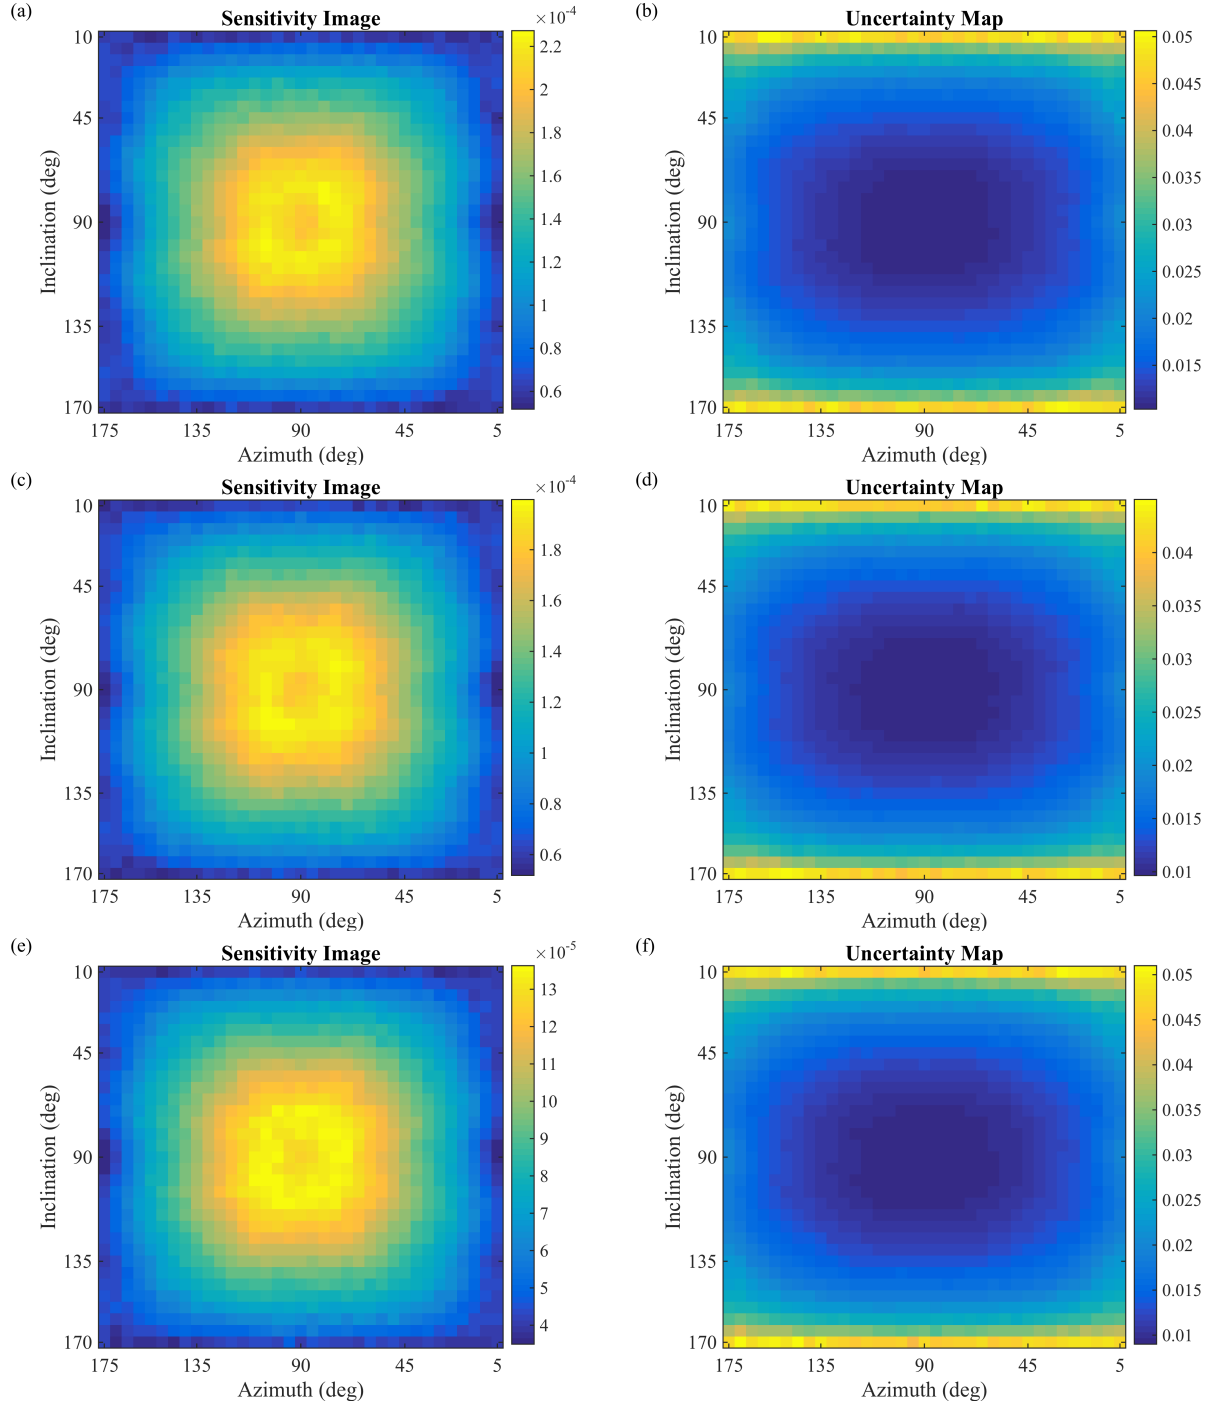 (a)
Sensitivity Image
×10⁻⁴
10
45
90
135
170
Inclination (deg)
175 135 90 45 5
Azimuth (deg)
2.2
2
1.8
1.6
1.4
1.2
1
0.8
0.6
(b)
Uncertainty Map
10
45
90
135
170
Inclination (deg)
175 135 90 45 5
Azimuth (deg)
0.05
0.045
0.04
0.035
0.03
0.025
0.02
0.015
(c)
Sensitivity Image
×10⁻⁴
10
45
90
135
170
Inclination (deg)
175 135 90 45 5
Azimuth (deg)
1.8
1.6
1.4
1.2
1
0.8
0.6
(d)
Uncertainty Map
10
45
90
135
170
Inclination (deg)
175 135 90 45 5
Azimuth (deg)
0.04
0.035
0.03
0.025
0.02
0.015
0.01
(e)
Sensitivity Image
×10⁻⁵
10
45
90
135
170
Inclination (deg)
175 135 90 45 5
Azimuth (deg)
13
12
11
10
9
8
7
6
5
4
(f)
Uncertainty Map
10
45
90
135
170
Inclination (deg)
175 135 90 45 5
Azimuth (deg)
0.05
0.045
0.04
0.035
0.03
0.025
0.02
0.015
0.01